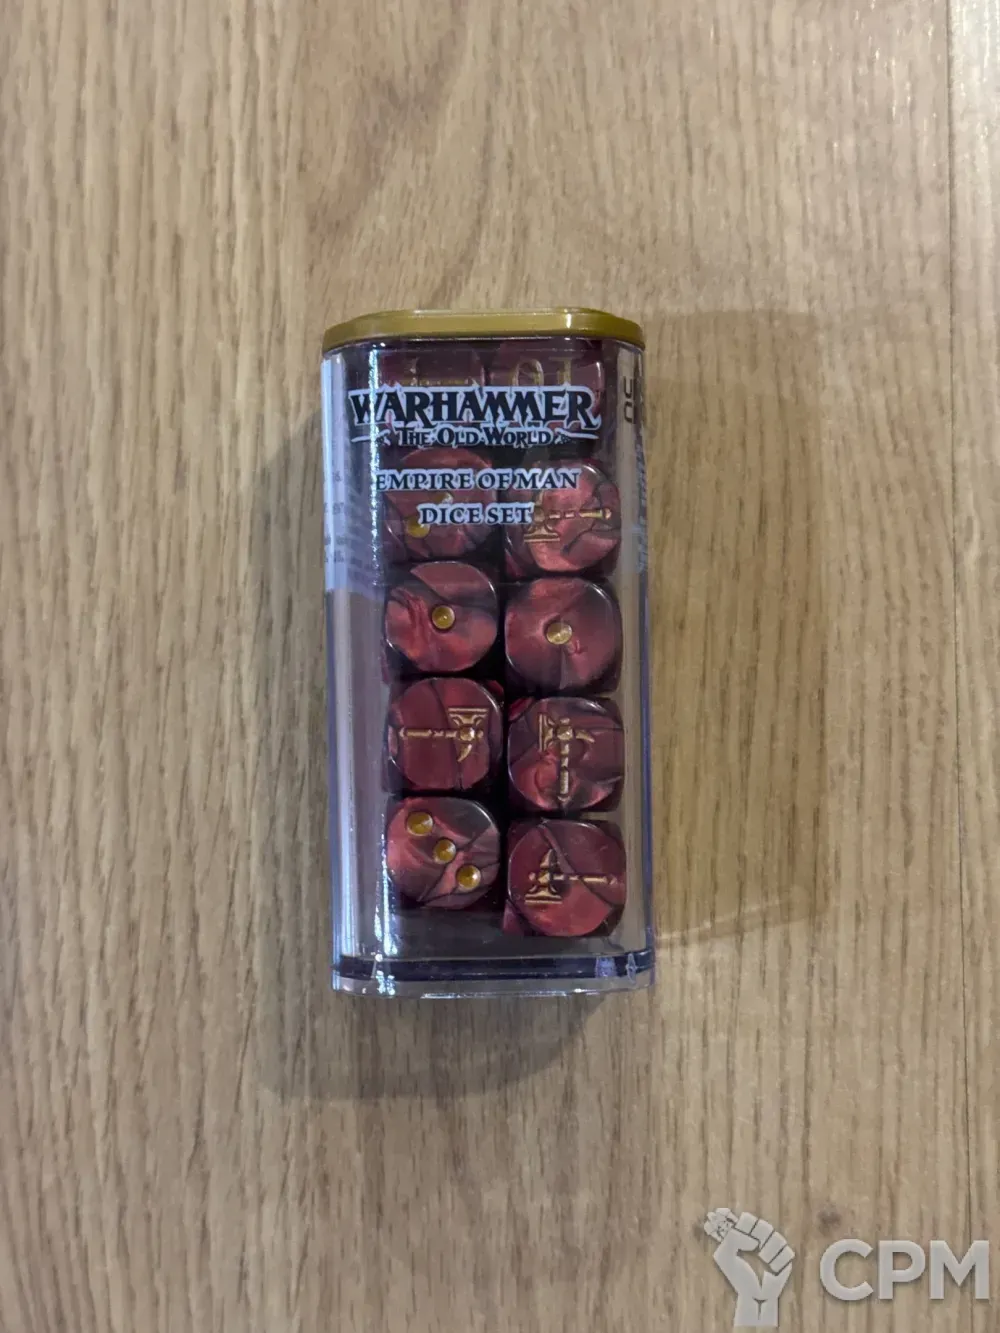 WARHAMMER
THE OLD WORLD
EMPIRE OF MAN
DICE SET
CPM